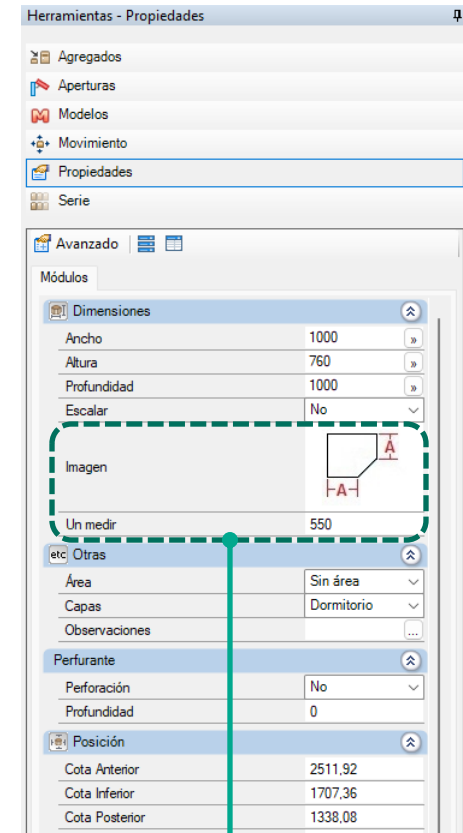 Herramientas - Propiedades
Agregados
Aperturas
Modelos
Movimiento
Propiedades
Serie
Avanzado
Módulos
Dimensiones
Ancho 1000 »
Altura 760 »
Profundidad 1000 »
Escalar No
A
Imagen
A
Un medir 550
etc Otras
Área Sin área
Capas Dormitorio
Observaciones ...
Perfurante
Perforación No
Profundidad 0
Posición
Cota Anterior 2511,92
Cota Inferior 1707,36
Cota Posterior 1338,08